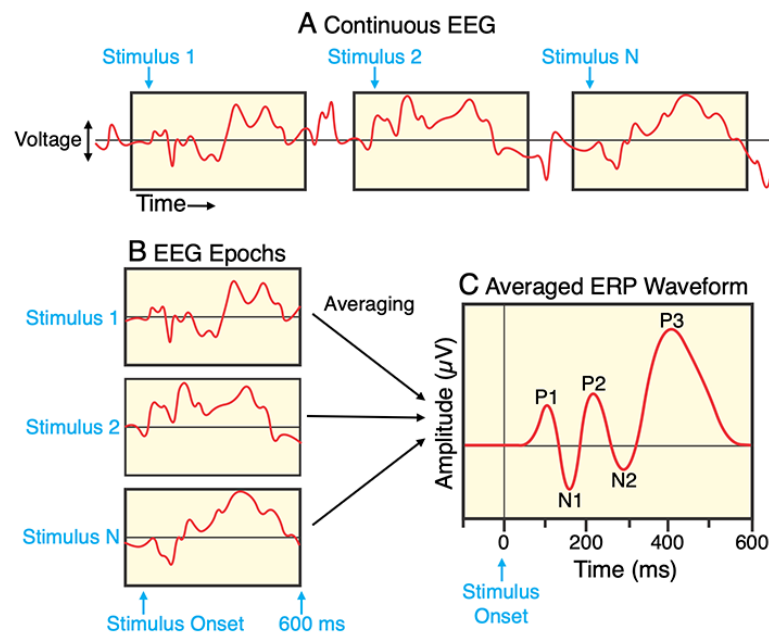 A Continuous EEG
Stimulus 1
Stimulus 2
Stimulus N
Voltage
Time
B EEG Epochs
Stimulus 1
Stimulus 2
Stimulus N
Stimulus Onset
600 ms
Averaging
C Averaged ERP Waveform
Amplitude (µV)
P1
P2
P3
N1
N2
0
200
400
600
Time (ms)
Stimulus
Onset